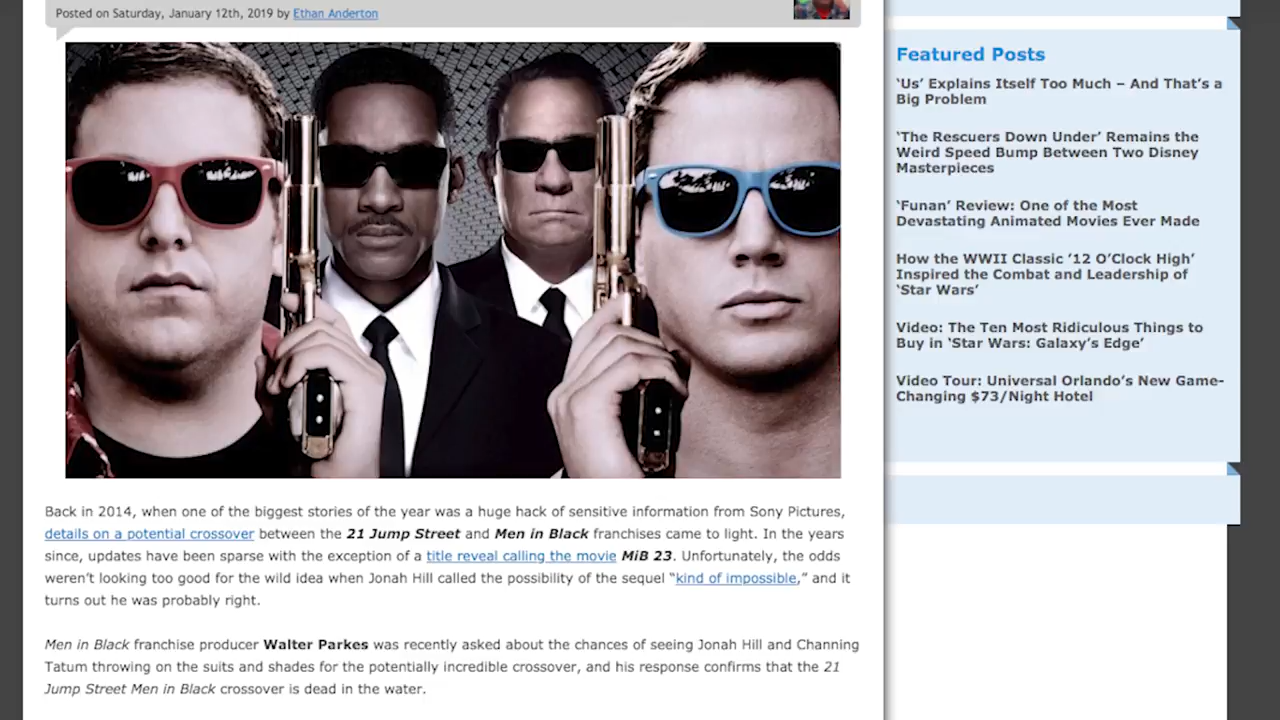 Posted on Saturday, January 12th, 2019 by Ethan Anderton
Back in 2014, when one of the biggest stories of the year was a huge hack of sensitive information from Sony Pictures,
details on a potential crossover between the 21 Jump Street and Men in Black franchises came to light. In the years
since, updates have been sparse with the exception of a title reveal calling the movie MiB 23. Unfortunately, the odds
weren’t looking too good for the wild idea when Jonah Hill called the possibility of the sequel “kind of impossible,” and it
turns out he was probably right.
Men in Black franchise producer Walter Parkes was recently asked about the chances of seeing Jonah Hill and Channing
Tatum throwing on the suits and shades for the potentially incredible crossover, and his response confirms that the 21
Jump Street Men in Black crossover is dead in the water.
Featured Posts
‘Us’ Explains Itself Too Much – And That’s a
Big Problem
‘The Rescuers Down Under’ Remains the
Weird Speed Bump Between Two Disney
Masterpieces
‘Funan’ Review: One of the Most
Devastating Animated Movies Ever Made
How the WWII Classic ’12 O’Clock High’
Inspired the Combat and Leadership of
‘Star Wars’
Video: The Ten Most Ridiculous Things to
Buy in ‘Star Wars: Galaxy’s Edge’
Video Tour: Universal Orlando’s New Game-
Changing $73/Night Hotel